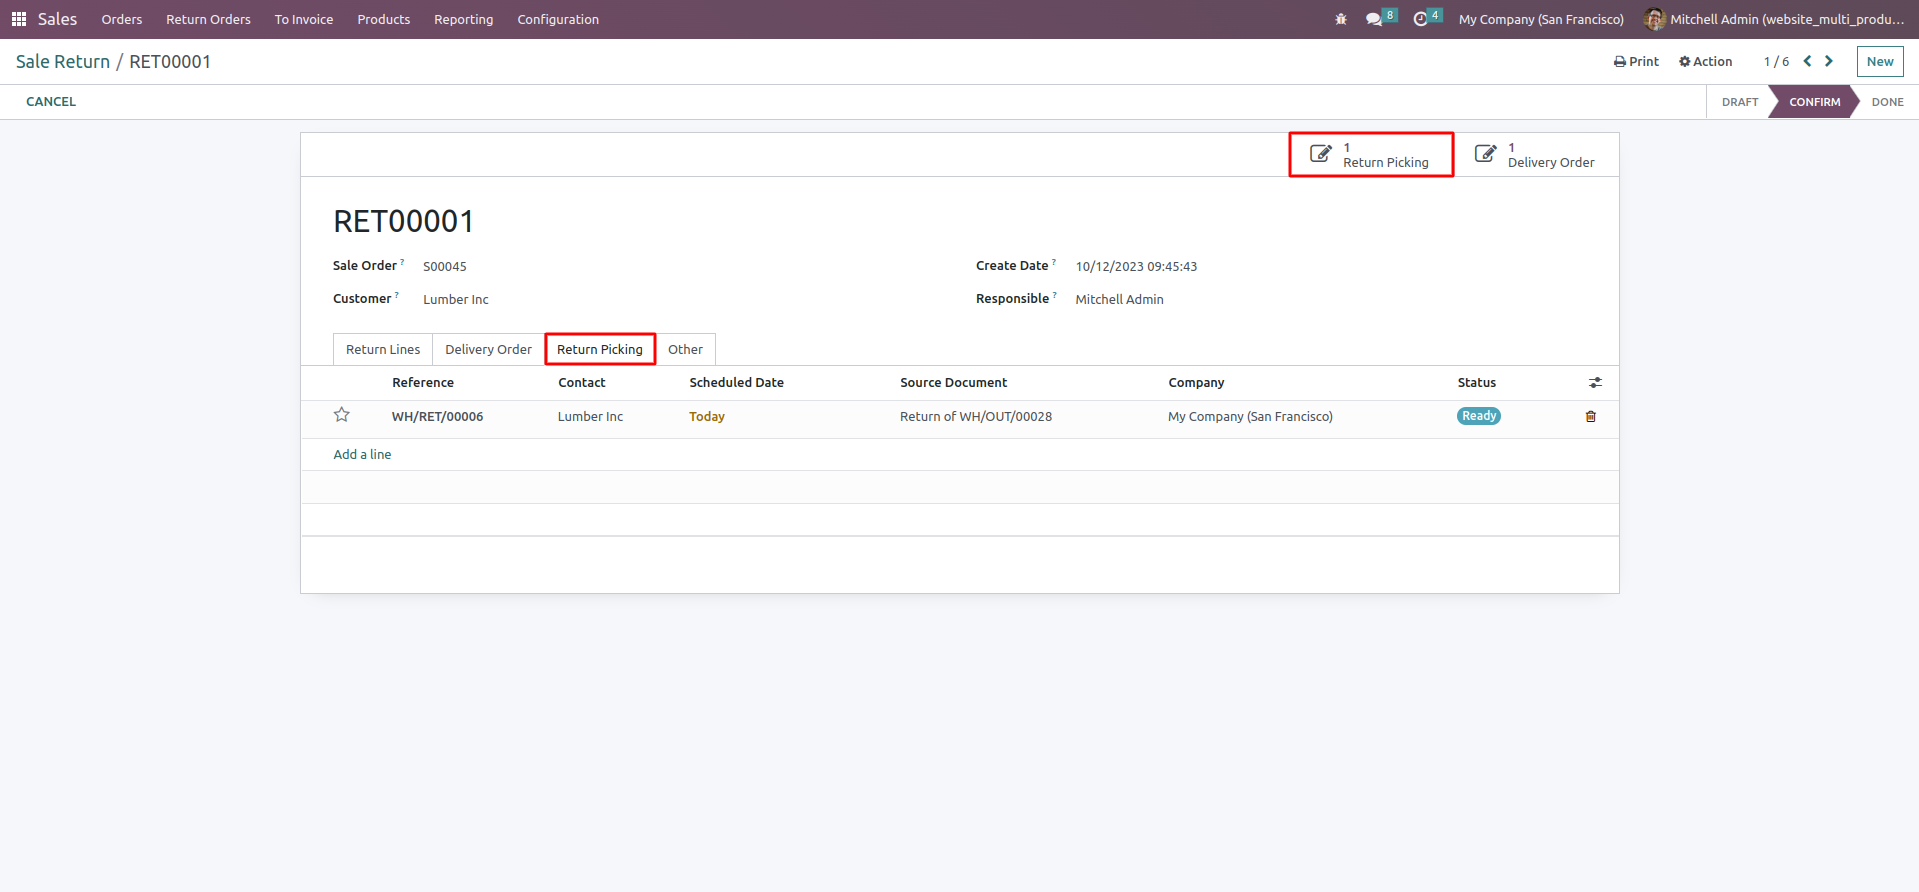 Sales Orders Return Orders To Invoice Products Reporting Configuration 8 4 My Company (San Francisco) Mitchell Admin (website_multi_produ...
Sale Return / RET00001 Print Action 1 / 6 New
CANCEL DRAFT CONFIRM DONE
1 Return Picking 1 Delivery Order
RET00001
Sale Order ? S00045 Create Date ? 10/12/2023 09:45:43
Customer ? Lumber Inc Responsible ? Mitchell Admin
Return Lines Delivery Order Return Picking Other
Reference Contact Scheduled Date Source Document Company Status
WH/RET/00006 Lumber Inc Today Return of WH/OUT/00028 My Company (San Francisco) Ready
Add a line